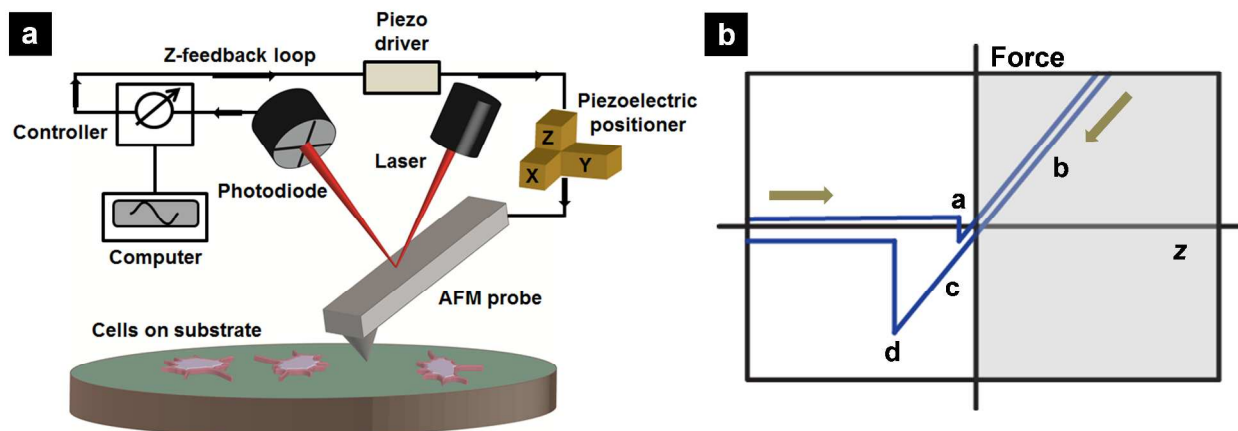 a
Piezo
driver
Z-feedback loop
Controller
Photodiode
Laser
Piezoelectric
positioner
Z
X
Y
Computer
AFM probe
Cells on substrate
b
Force
a
b
z
c
d